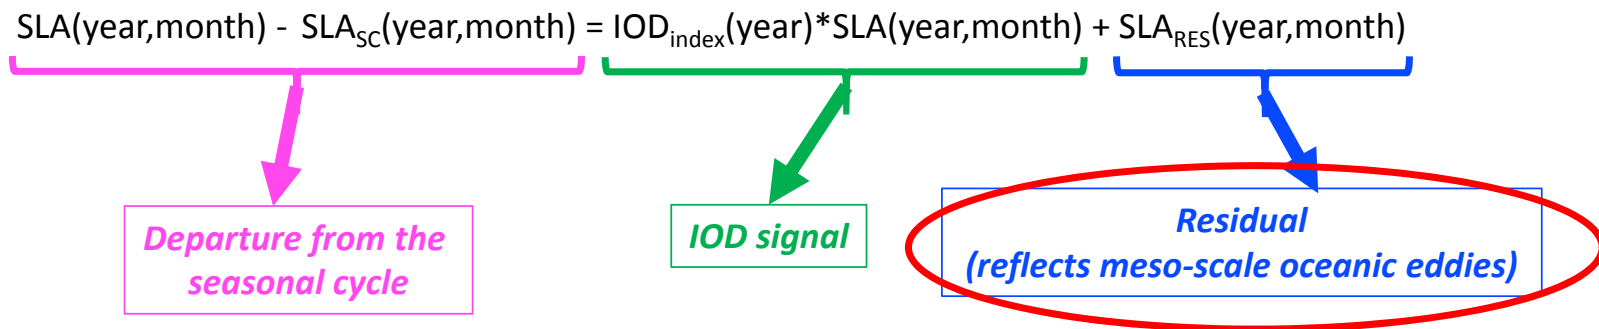 SLA(year,month) - SLA_SC(year,month) = IOD_index(year)*SLA(year,month) + SLA_RES(year,month)
Departure from the
seasonal cycle
IOD signal
Residual
(reflects meso-scale oceanic eddies)